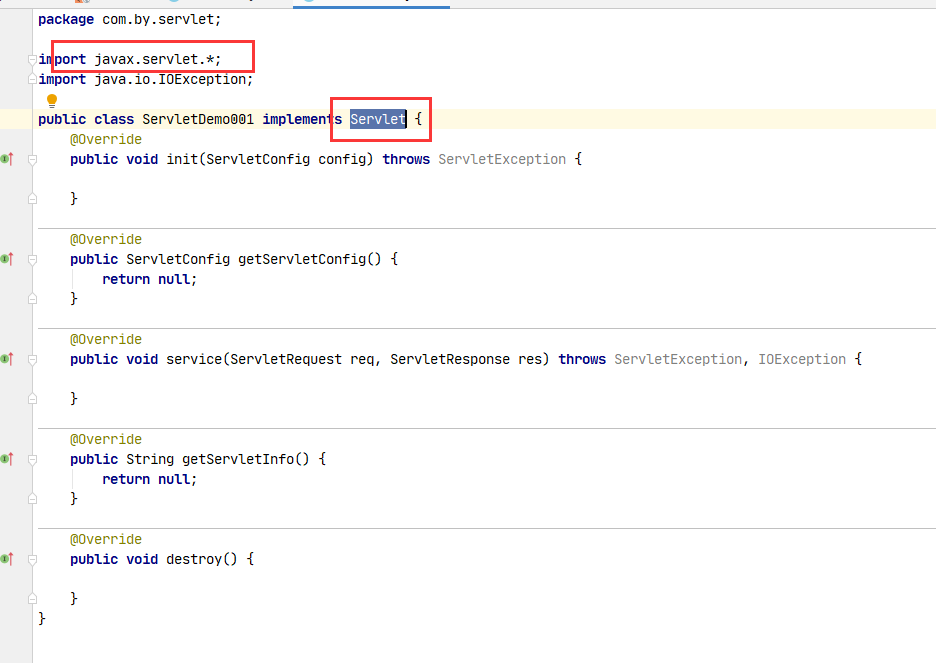 package com.by.servlet;
import javax.servlet.*;
import java.io.IOException;
public class ServletDemo001 implements Servlet {
@Override
public void init(ServletConfig config) throws ServletException {
}
@Override
public ServletConfig getServletConfig() {
return null;
}
@Override
public void service(ServletRequest req, ServletResponse res) throws ServletException, IOException {
}
@Override
public String getServletInfo() {
return null;
}
@Override
public void destroy() {
}
}